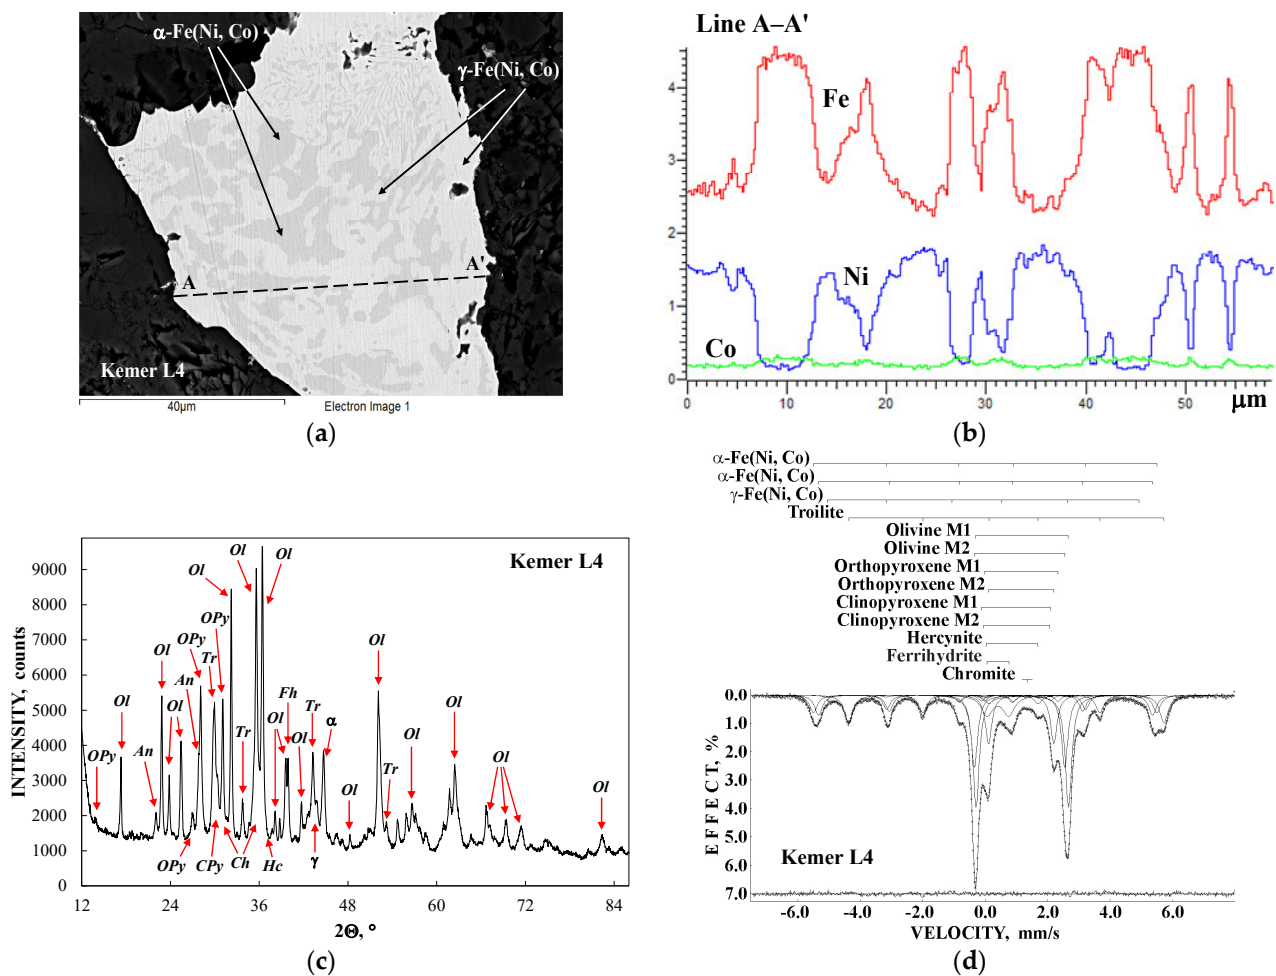 α-Fe(Ni, Co)
γ-Fe(Ni, Co)
A
A'
Kemer L4
40µm
Electron Image 1
(a)
Line A–A'
Fe
Ni
Co
4
3
2
1
0
0 10 20 30 40 50 µm
(b)
Kemer L4
INTENSITY, counts
9000
8000
7000
6000
5000
4000
3000
2000
1000
0
12 24 36 48 60 72 84
2Θ, °
OPy
Ol
An
Ol
Ol
An
OPy
Tr
OPy
Ol
Ol
Ol
Tr
Ol
Fh
Ol
Tr
α
Ol
Ol
Tr
Ol
Ol
Ol
Ol
OPy
CPy
Ch
Hc
γ
(c)
α-Fe(Ni, Co)
α-Fe(Ni, Co)
γ-Fe(Ni, Co)
Troilite
Olivine M1
Olivine M2
Orthopyroxene M1
Orthopyroxene M2
Clinopyroxene M1
Clinopyroxene M2
Hercynite
Ferrihydrite
Chromite
EFFECT, %
0.0
1.0
2.0
3.0
4.0
5.0
6.0
7.0
Kemer L4
-6.0 -4.0 -2.0 0.0 2.0 4.0 6.0
VELOCITY, mm/s
(d)